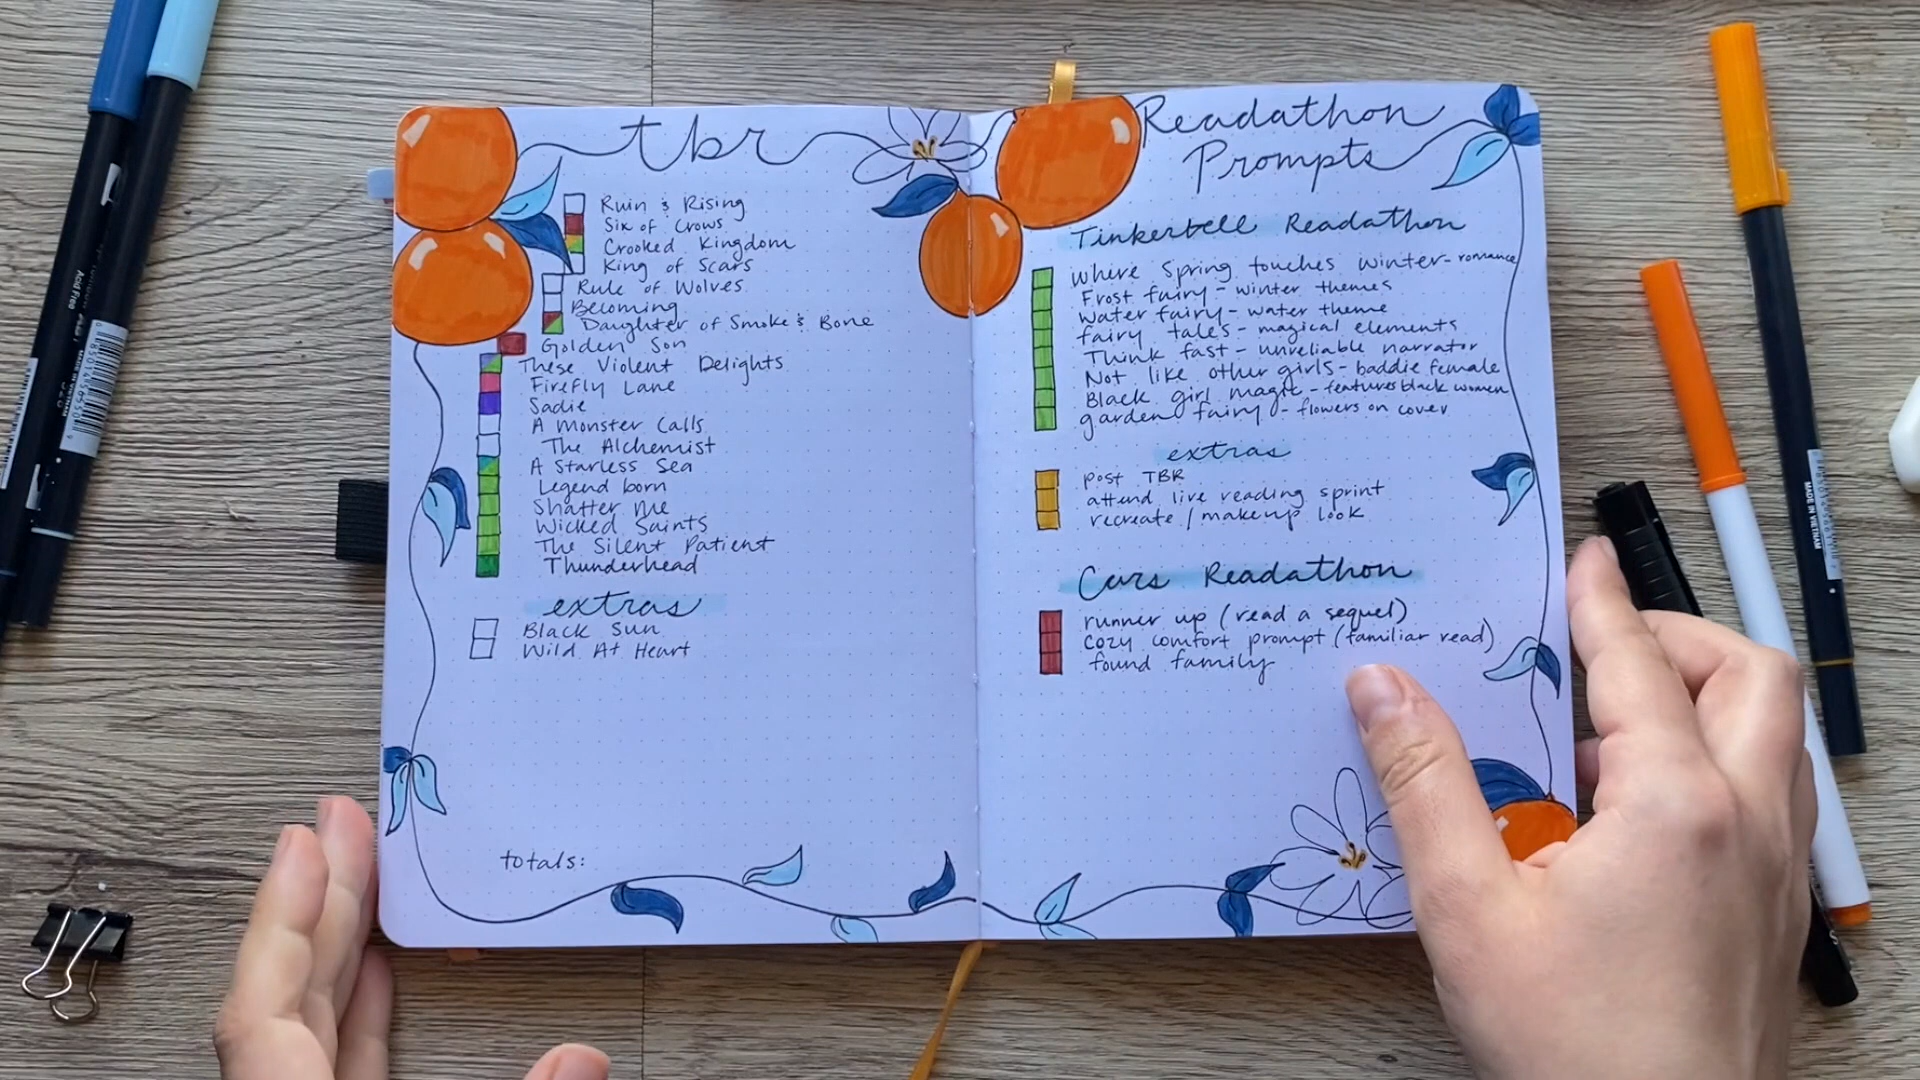 tbr
Ruin & Rising
Six of Crows
Crooked Kingdom
King of Scars
Rule of Wolves
Becoming
Daughter of Smoke & Bone
Golden Son
These Violent Delights
Firefly Lane
Sadie
A Monster Calls
The Alchemist
A Starless Sea
Legend born
Shatter Me
Wicked Saints
The Silent Patient
Thunderhead
extras
Black Sun
Wild At Heart
totals:
Readathon
Prompts
Tinkerbell Readathon
Where Spring touches winter - romance
Frost fairy - winter themes
Water fairy - water theme
fairy tales - magical elements
Think fast - unreliable narrator
Not like other girls - baddie female
Black girl magic - features black women
garden fairy - flowers on cover
extras
post TBR
attend live reading sprint
recreate / makeup look
Cars Readathon
runner up (read a sequel)
cozy comfort prompt (familiar read)
found family
MADE IN VIETNAM
Acid Free